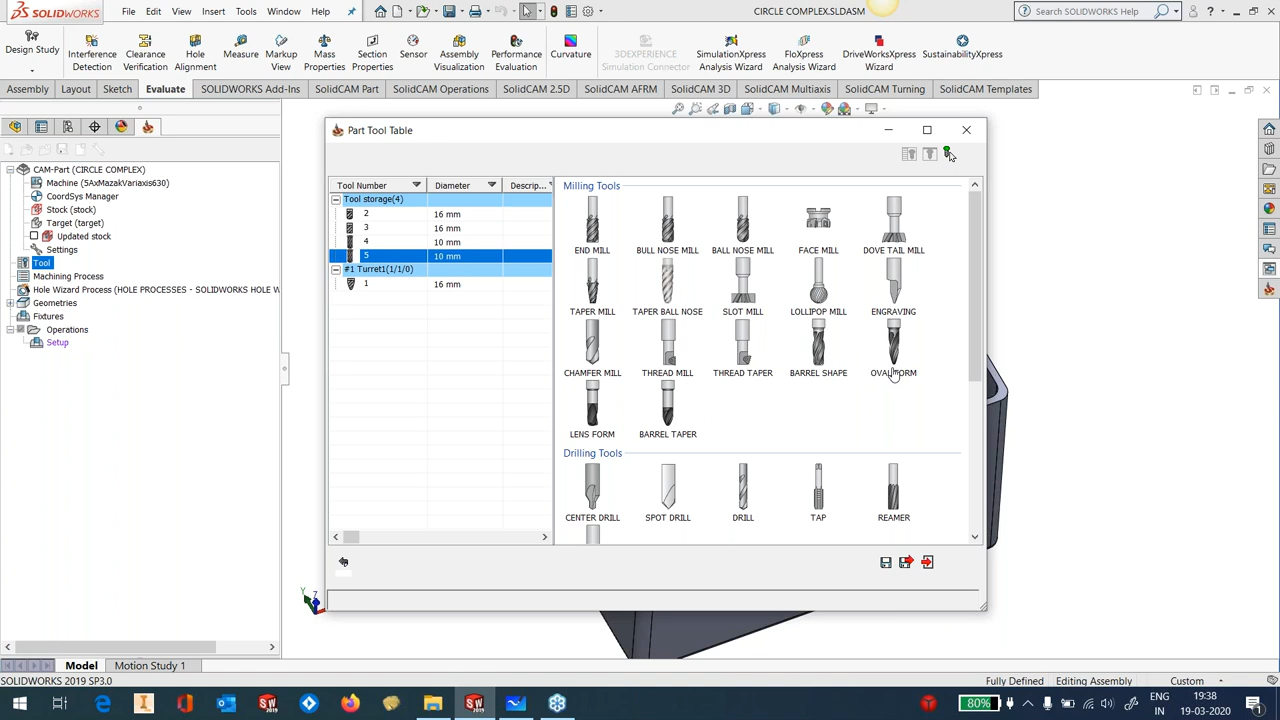 SOLIDWORKS File Edit View Insert Tools Window Help CIRCLE COMPLEX.SLDASM Search SOLIDWORKS Help
Design Study
Interference Detection
Clearance Verification
Hole Alignment
Measure
Markup View
Mass Properties
Section Properties
Sensor
Assembly Visualization
Performance Evaluation
Curvature
3DEXPERIENCE Simulation Connector
SimulationXpress Analysis Wizard
FloXpress Analysis Wizard
DriveWorksXpress Wizard
SustainabilityXpress
Assembly Layout Sketch Evaluate SOLIDWORKS Add-Ins SolidCAM Part SolidCAM Operations SolidCAM 2.5D SolidCAM AFRM SolidCAM 3D SolidCAM Multiaxis SolidCAM Turning SolidCAM Templates
CAM-Part (CIRCLE COMPLEX)
Machine (5AxMazakVariaxis630)
CoordSys Manager
Stock (stock)
Target (target)
Updated stock
Settings
Tool
Machining Process
Hole Wizard Process (HOLE PROCESSES - SOLIDWORKS HOLE W
Geometries
Fixtures
Operations
Setup
Part Tool Table
Tool Number Diameter Descrip...
Tool storage(4)
2 16 mm
3 16 mm
4 10 mm
5 10 mm
#1 Turret1(1/1/0)
1 16 mm
Milling Tools
END MILL BULL NOSE MILL BALL NOSE MILL FACE MILL DOVE TAIL MILL
TAPER MILL TAPER BALL NOSE SLOT MILL LOLLIPOP MILL ENGRAVING
CHAMFER MILL THREAD MILL THREAD TAPER BARREL SHAPE OVAL FORM
LENS FORM BARREL TAPER
Drilling Tools
CENTER DRILL SPOT DRILL DRILL TAP REAMER
Y
Z
Model Motion Study 1
SOLIDWORKS 2019 SP3.0 Fully Defined Editing Assembly Custom
80% ENG 19:38
IN 19-03-2020